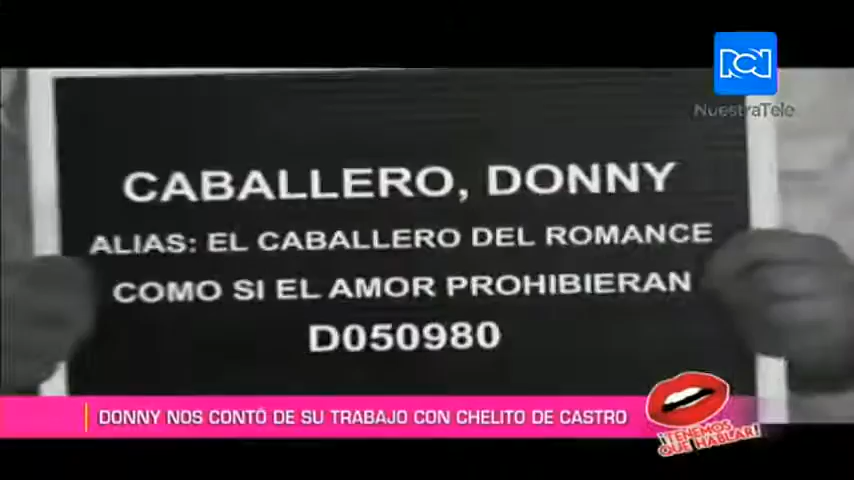 RCN
NuestraTele
CABALLERO, DONNY
ALIAS: EL CABALLERO DEL ROMANCE
COMO SI EL AMOR PROHIBIERAN
D050980
DONNY NOS CONTÓ DE SU TRABAJO CON CHELITO DE CASTRO
¡TENEMOS
QUE HABLAR!